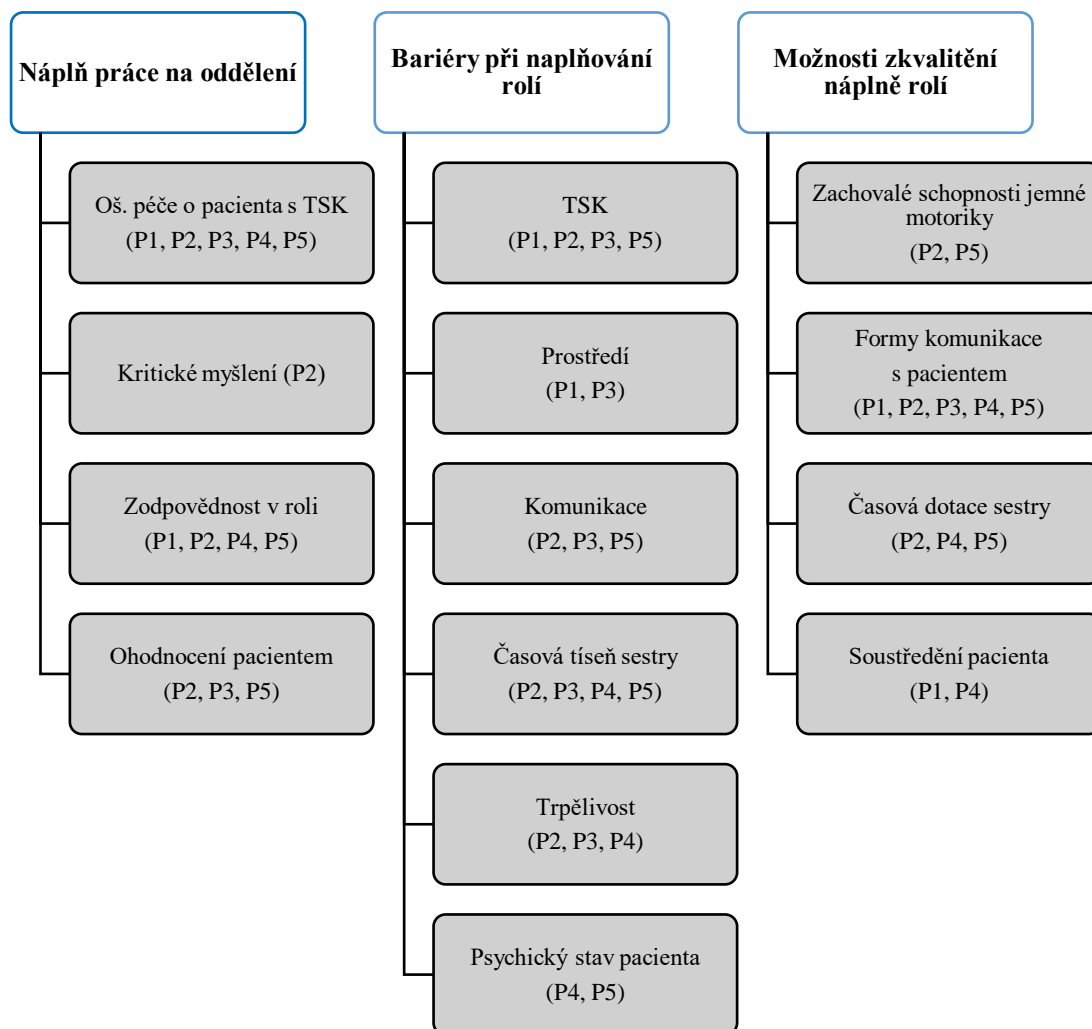 Náplň práce na oddělení
Oš. péče o pacienta s TSK
(P1, P2, P3, P4, P5)
Kritické myšlení (P2)
Zodpovědnost v roli
(P1, P2, P4, P5)
Ohodnocení pacientem
(P2, P3, P5)
Bariéry při naplňování
rolí
TSK
(P1, P2, P3, P5)
Prostředí
(P1, P3)
Komunikace
(P2, P3, P5)
Časová tíseň sestry
(P2, P3, P4, P5)
Trpělivost
(P2, P3, P4)
Psychický stav pacienta
(P4, P5)
Možnosti zkvalitění
náplně rolí
Zachovalé schopnosti jemné
motoriky
(P2, P5)
Formy komunikace
s pacientem
(P1, P2, P3, P4, P5)
Časová dotace sestry
(P2, P4, P5)
Soustředění pacienta
(P1, P4)